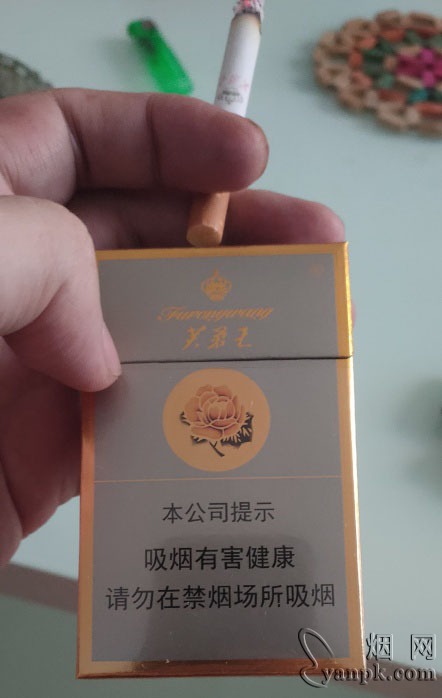 Furongwang
芙蓉王
本公司提示
吸烟有害健康
请勿在禁烟场所吸烟
烟网
yanpk.com